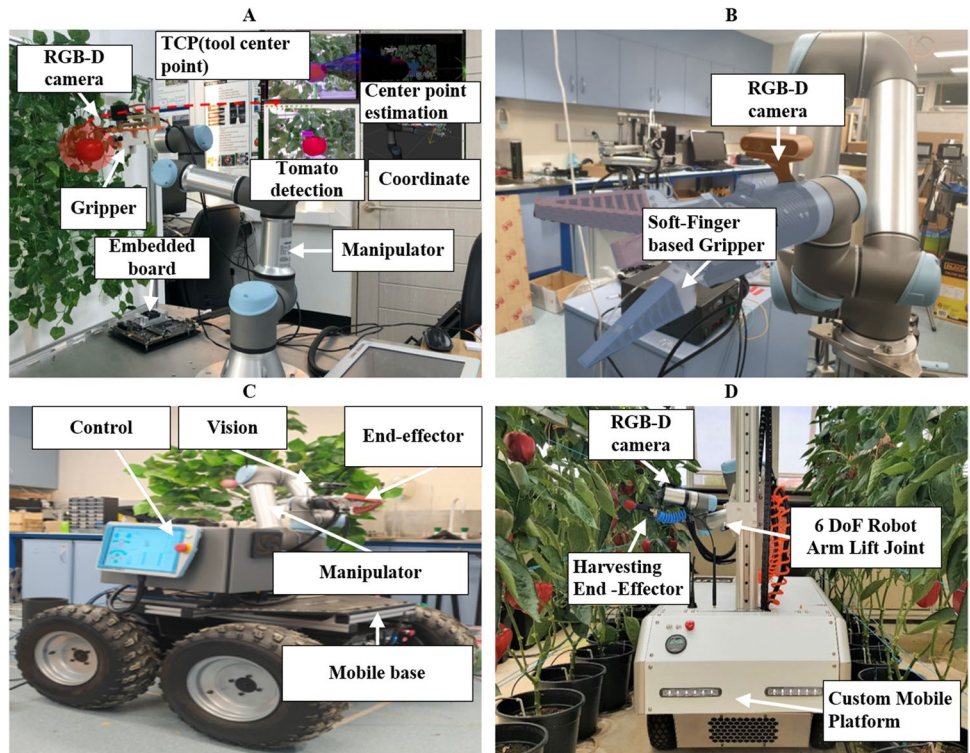 A
TCP(tool center
point)
RGB-D
camera
Center point
estimation
Tomato
detection
Coordinate
Gripper
Embedded
board
Manipulator
B
RGB-D
camera
Soft-Finger
based Gripper
C
Control
Vision
End-effector
Manipulator
Mobile base
D
RGB-D
camera
6 DoF Robot
Arm Lift Joint
Harvesting
End -Effector
Custom Mobile
Platform